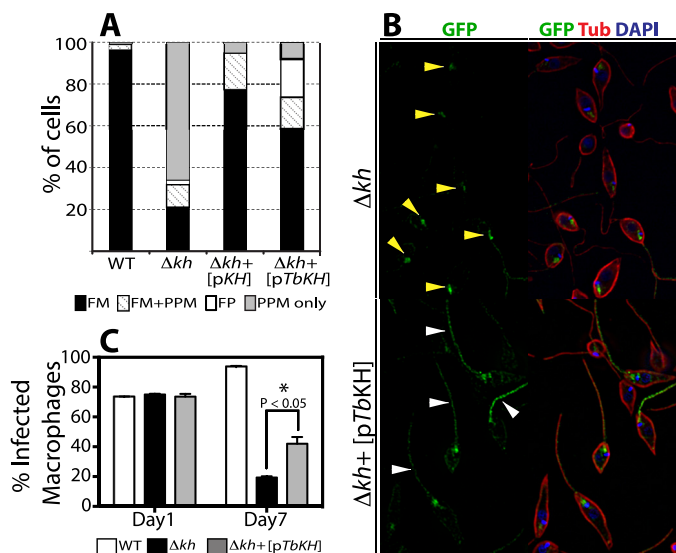 A
% of cells
100
80
60
40
20
WT
Δkh
Δkh+
[pKH]
Δkh+
[pTbKH]
FM
FM+PPM
FP
PPM only
B
GFP
GFP Tub DAPI
Δkh
Δkh+ [pTbKH]
C
% Infected
Macrophages
100
80
60
40
20
0
*
P < 0.05
Day1
Day7
WT
Δkh
Δkh+[pTbKH]